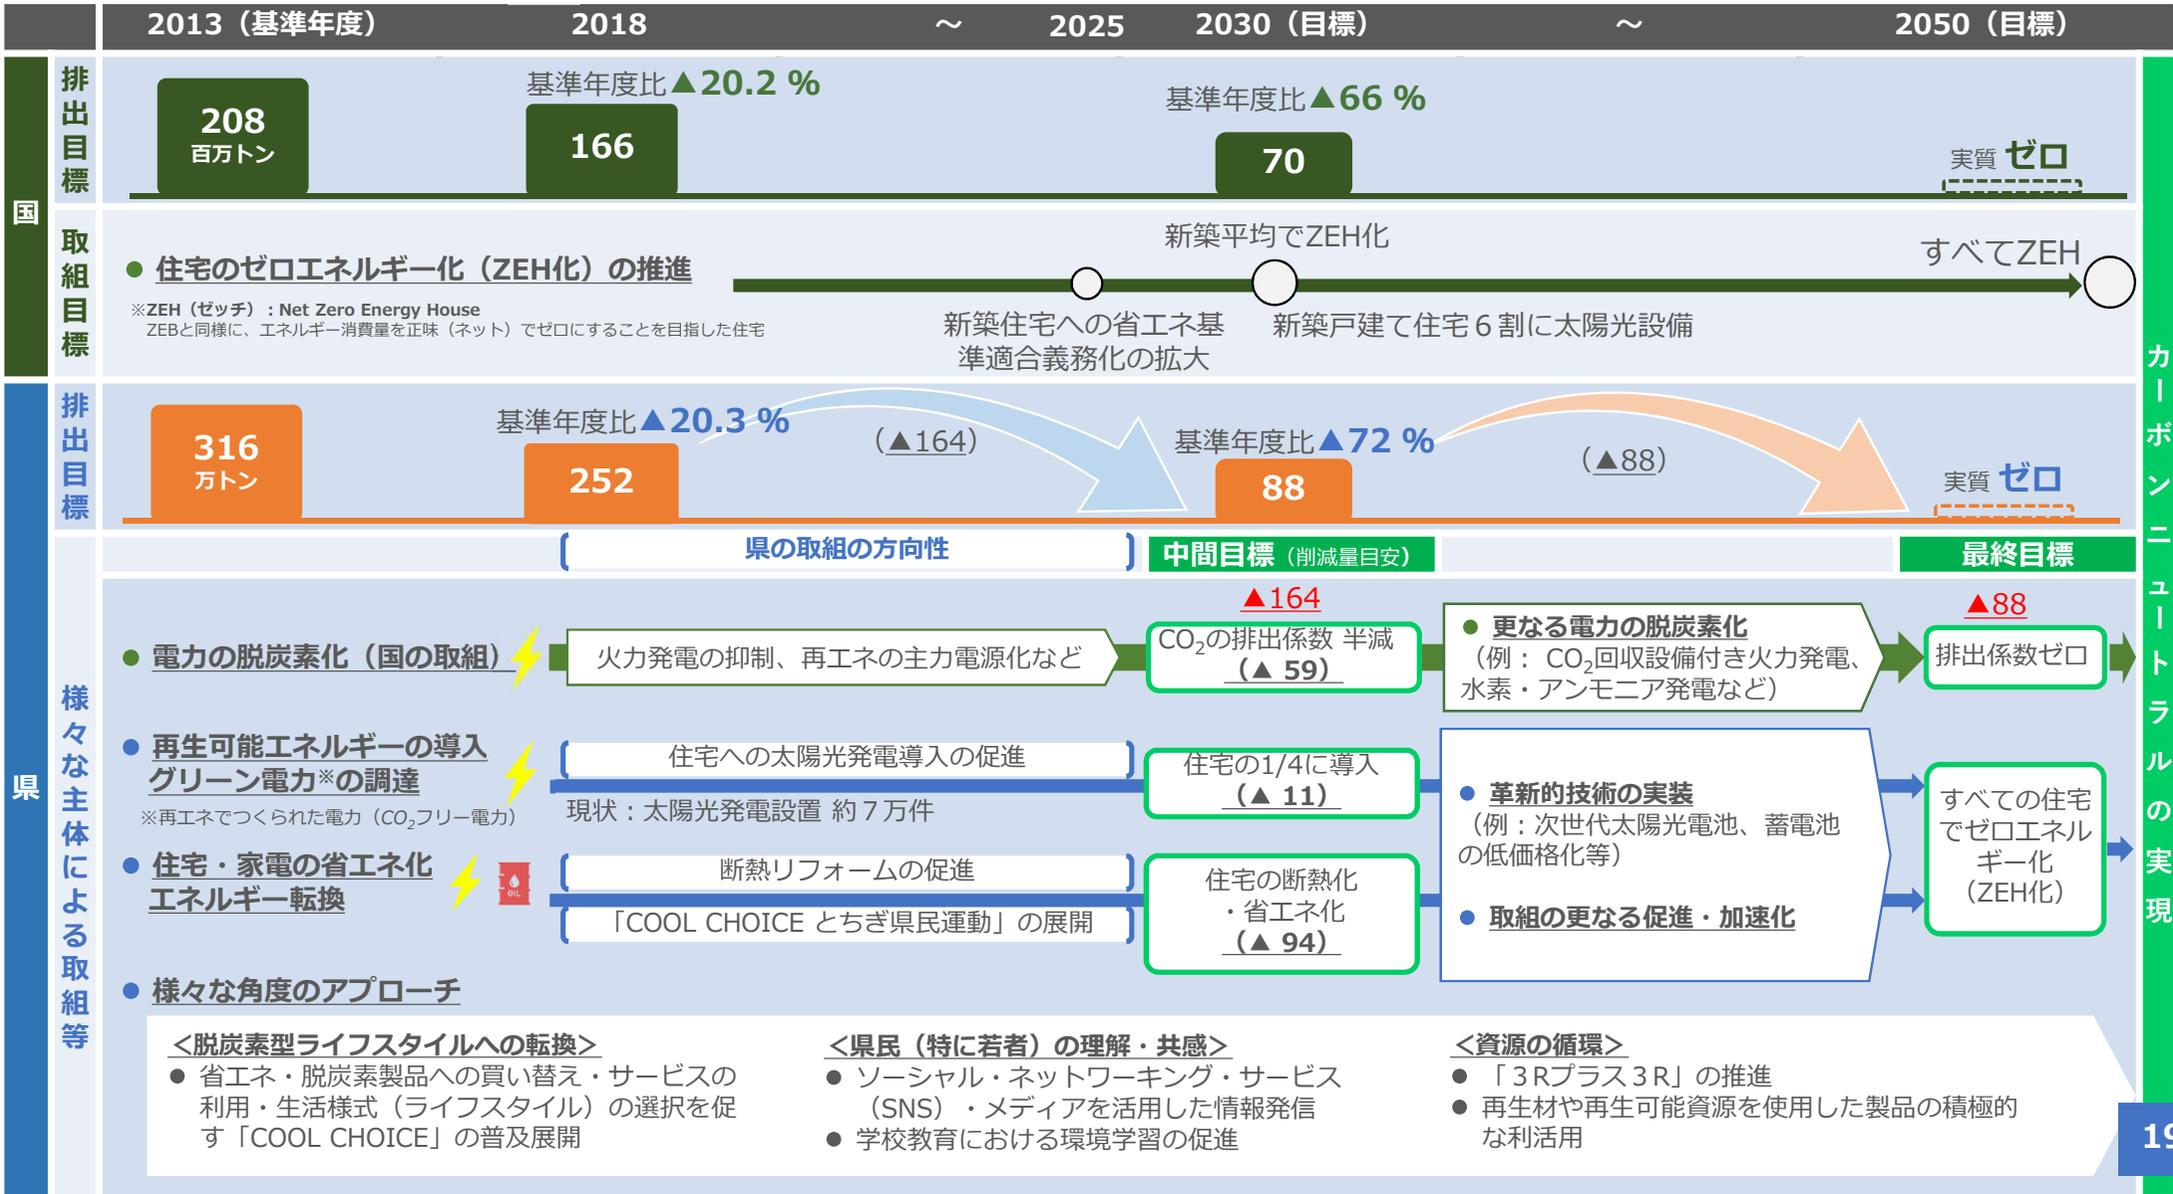 2013（基準年度）
2018
～
2025
2030（目標）
～
2050（目標）
国
排出目標
208
百万トン
基準年度比▲20.2 %
166
基準年度比▲66 %
70
実質 ゼロ
取組目標
● 住宅のゼロエネルギー化（ZEH化）の推進
※ZEH（ゼッチ）：Net Zero Energy House
ZEBと同様に、エネルギー消費量を正味（ネット）でゼロにすることを目指した住宅
新築平均でZEH化
すべてZEH
新築住宅への省エネ基
準適合義務化の拡大
新築戸建て住宅６割に太陽光設備
県
排出目標
316
万トン
基準年度比▲20.3 %
252
（▲164）
基準年度比▲72 %
88
（▲88）
実質 ゼロ
様々な主体による取組等
県の取組の方向性
中間目標（削減量目安）
最終目標
▲164
▲88
● 電力の脱炭素化（国の取組）
火力発電の抑制、再エネの主力電源化など
CO2の排出係数 半減
（▲ 59）
● 更なる電力の脱炭素化
（例： CO2回収設備付き火力発電、
水素・アンモニア発電など）
排出係数ゼロ
● 再生可能エネルギーの導入
グリーン電力※の調達
※再エネでつくられた電力（CO2フリー電力）
住宅への太陽光発電導入の促進
現状：太陽光発電設置 約７万件
住宅の1/4に導入
（▲ 11）
● 革新的技術の実装
（例：次世代太陽光電池、蓄電池
の低価格化等）
● 取組の更なる促進・加速化
すべての住宅
でゼロエネル
ギー化
（ZEH化）
● 住宅・家電の省エネ化
エネルギー転換
OIL
断熱リフォームの促進
「COOL CHOICE とちぎ県民運動」の展開
住宅の断熱化
・省エネ化
（▲ 94）
● 様々な角度のアプローチ
＜脱炭素型ライフスタイルへの転換＞
● 省エネ・脱炭素製品への買い替え・サービスの
利用・生活様式（ライフスタイル）の選択を促
す「COOL CHOICE」の普及展開
＜県民（特に若者）の理解・共感＞
● ソーシャル・ネットワーキング・サービス
（SNS）・メディアを活用した情報発信
● 学校教育における環境学習の促進
＜資源の循環＞
● 「３Rプラス３R」の推進
● 再生材や再生可能資源を使用した製品の積極的
な利活用
カーボンニュートラルの実現
19